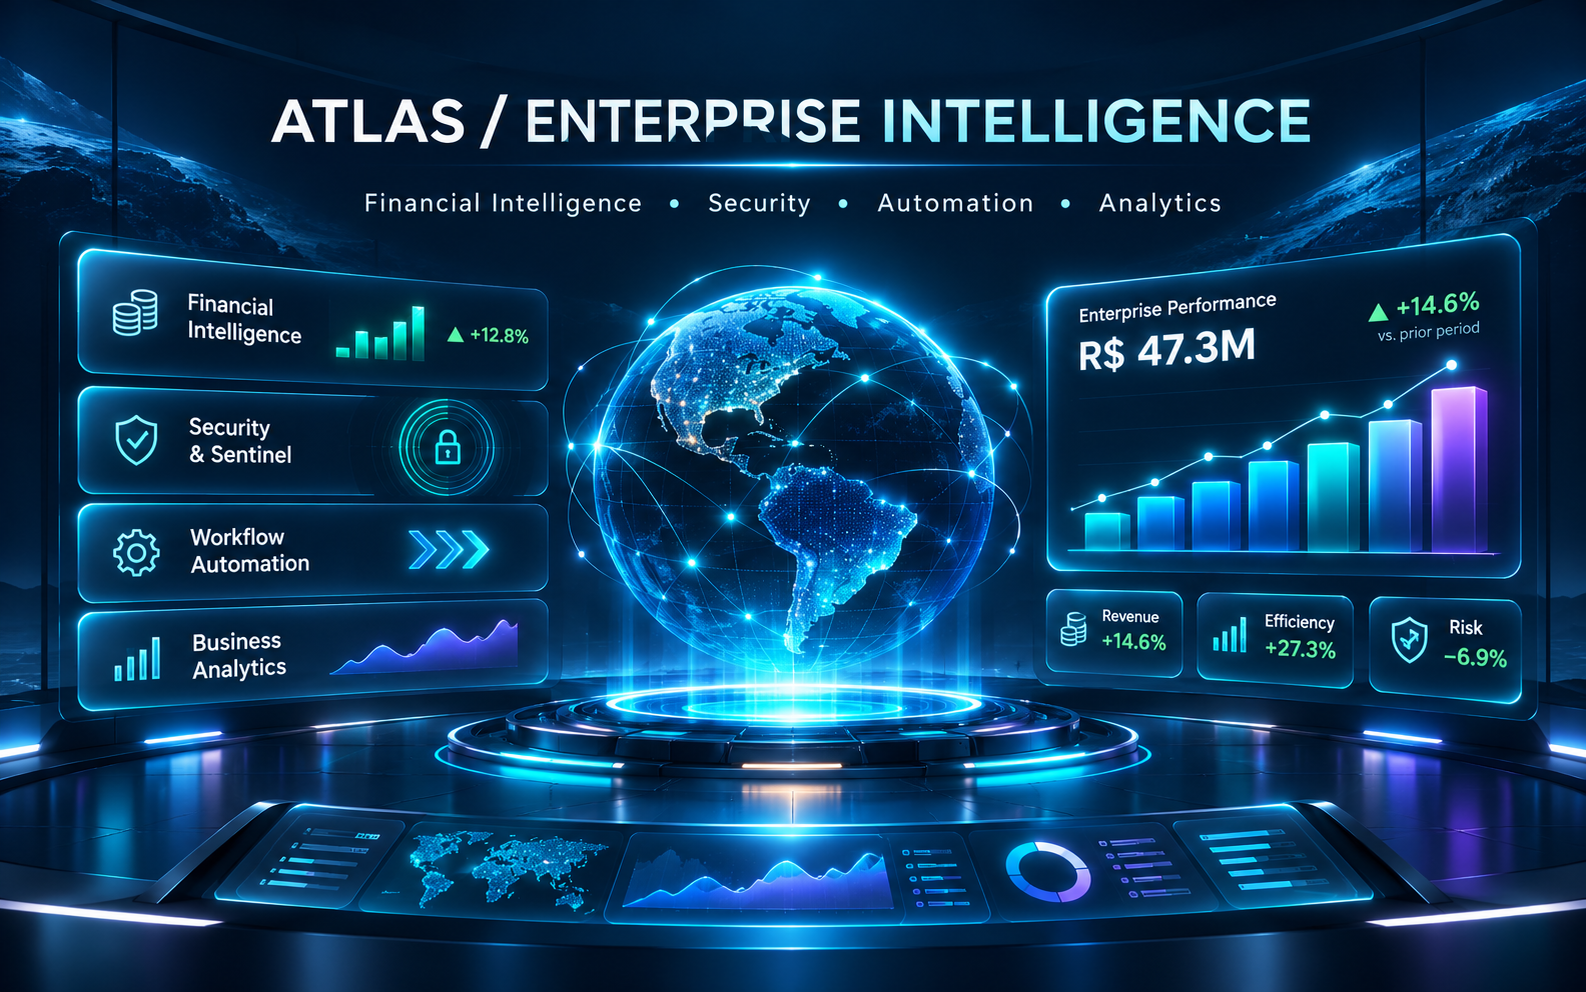 ATLAS / ENTERPRISE INTELLIGENCE
Financial Intelligence • Security • Automation • Analytics
Financial
Intelligence
▲ +12.8%
Security
& Sentinel
Workflow
Automation
Business
Analytics
Enterprise Performance
R$ 47.3M
▲ +14.6%
vs. prior period
Revenue
+14.6%
Efficiency
+27.3%
Risk
−6.9%